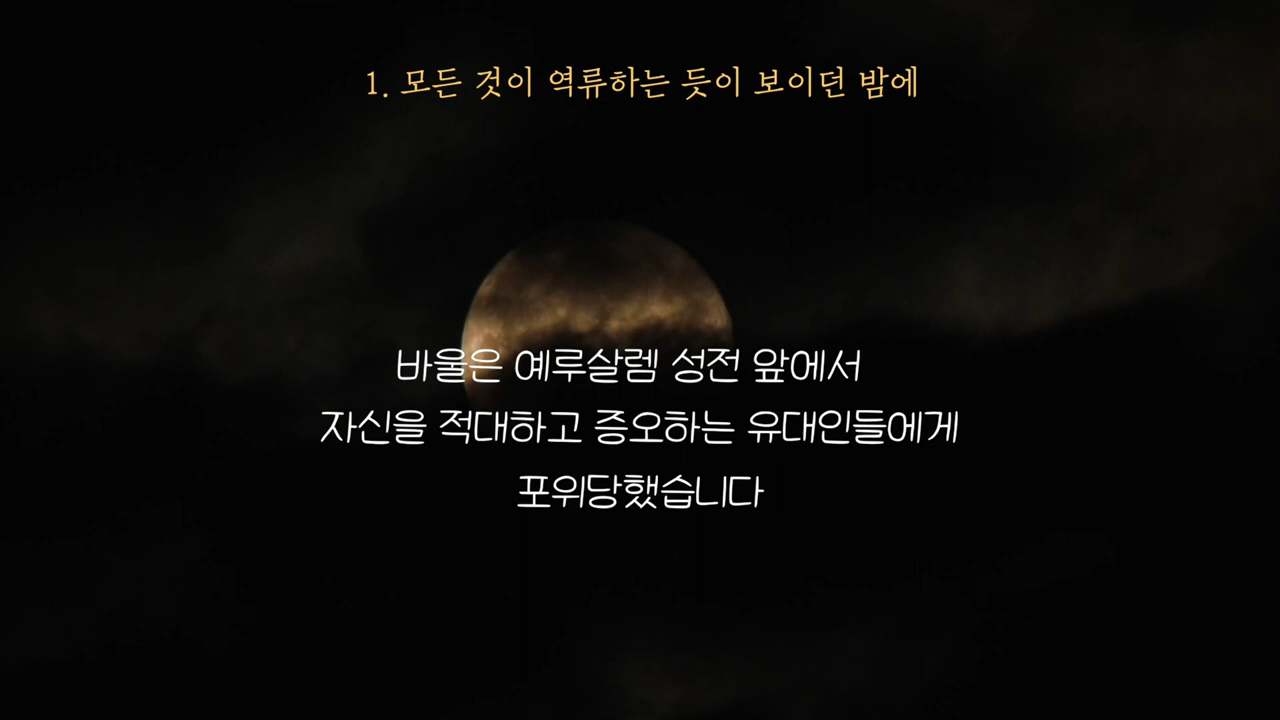 1. 모든 것이 역류하는 듯이 보이던 밤에
바울은 예루살렘 성전 앞에서
자신을 적대하고 증오하는 유대인들에게
포위당했습니다